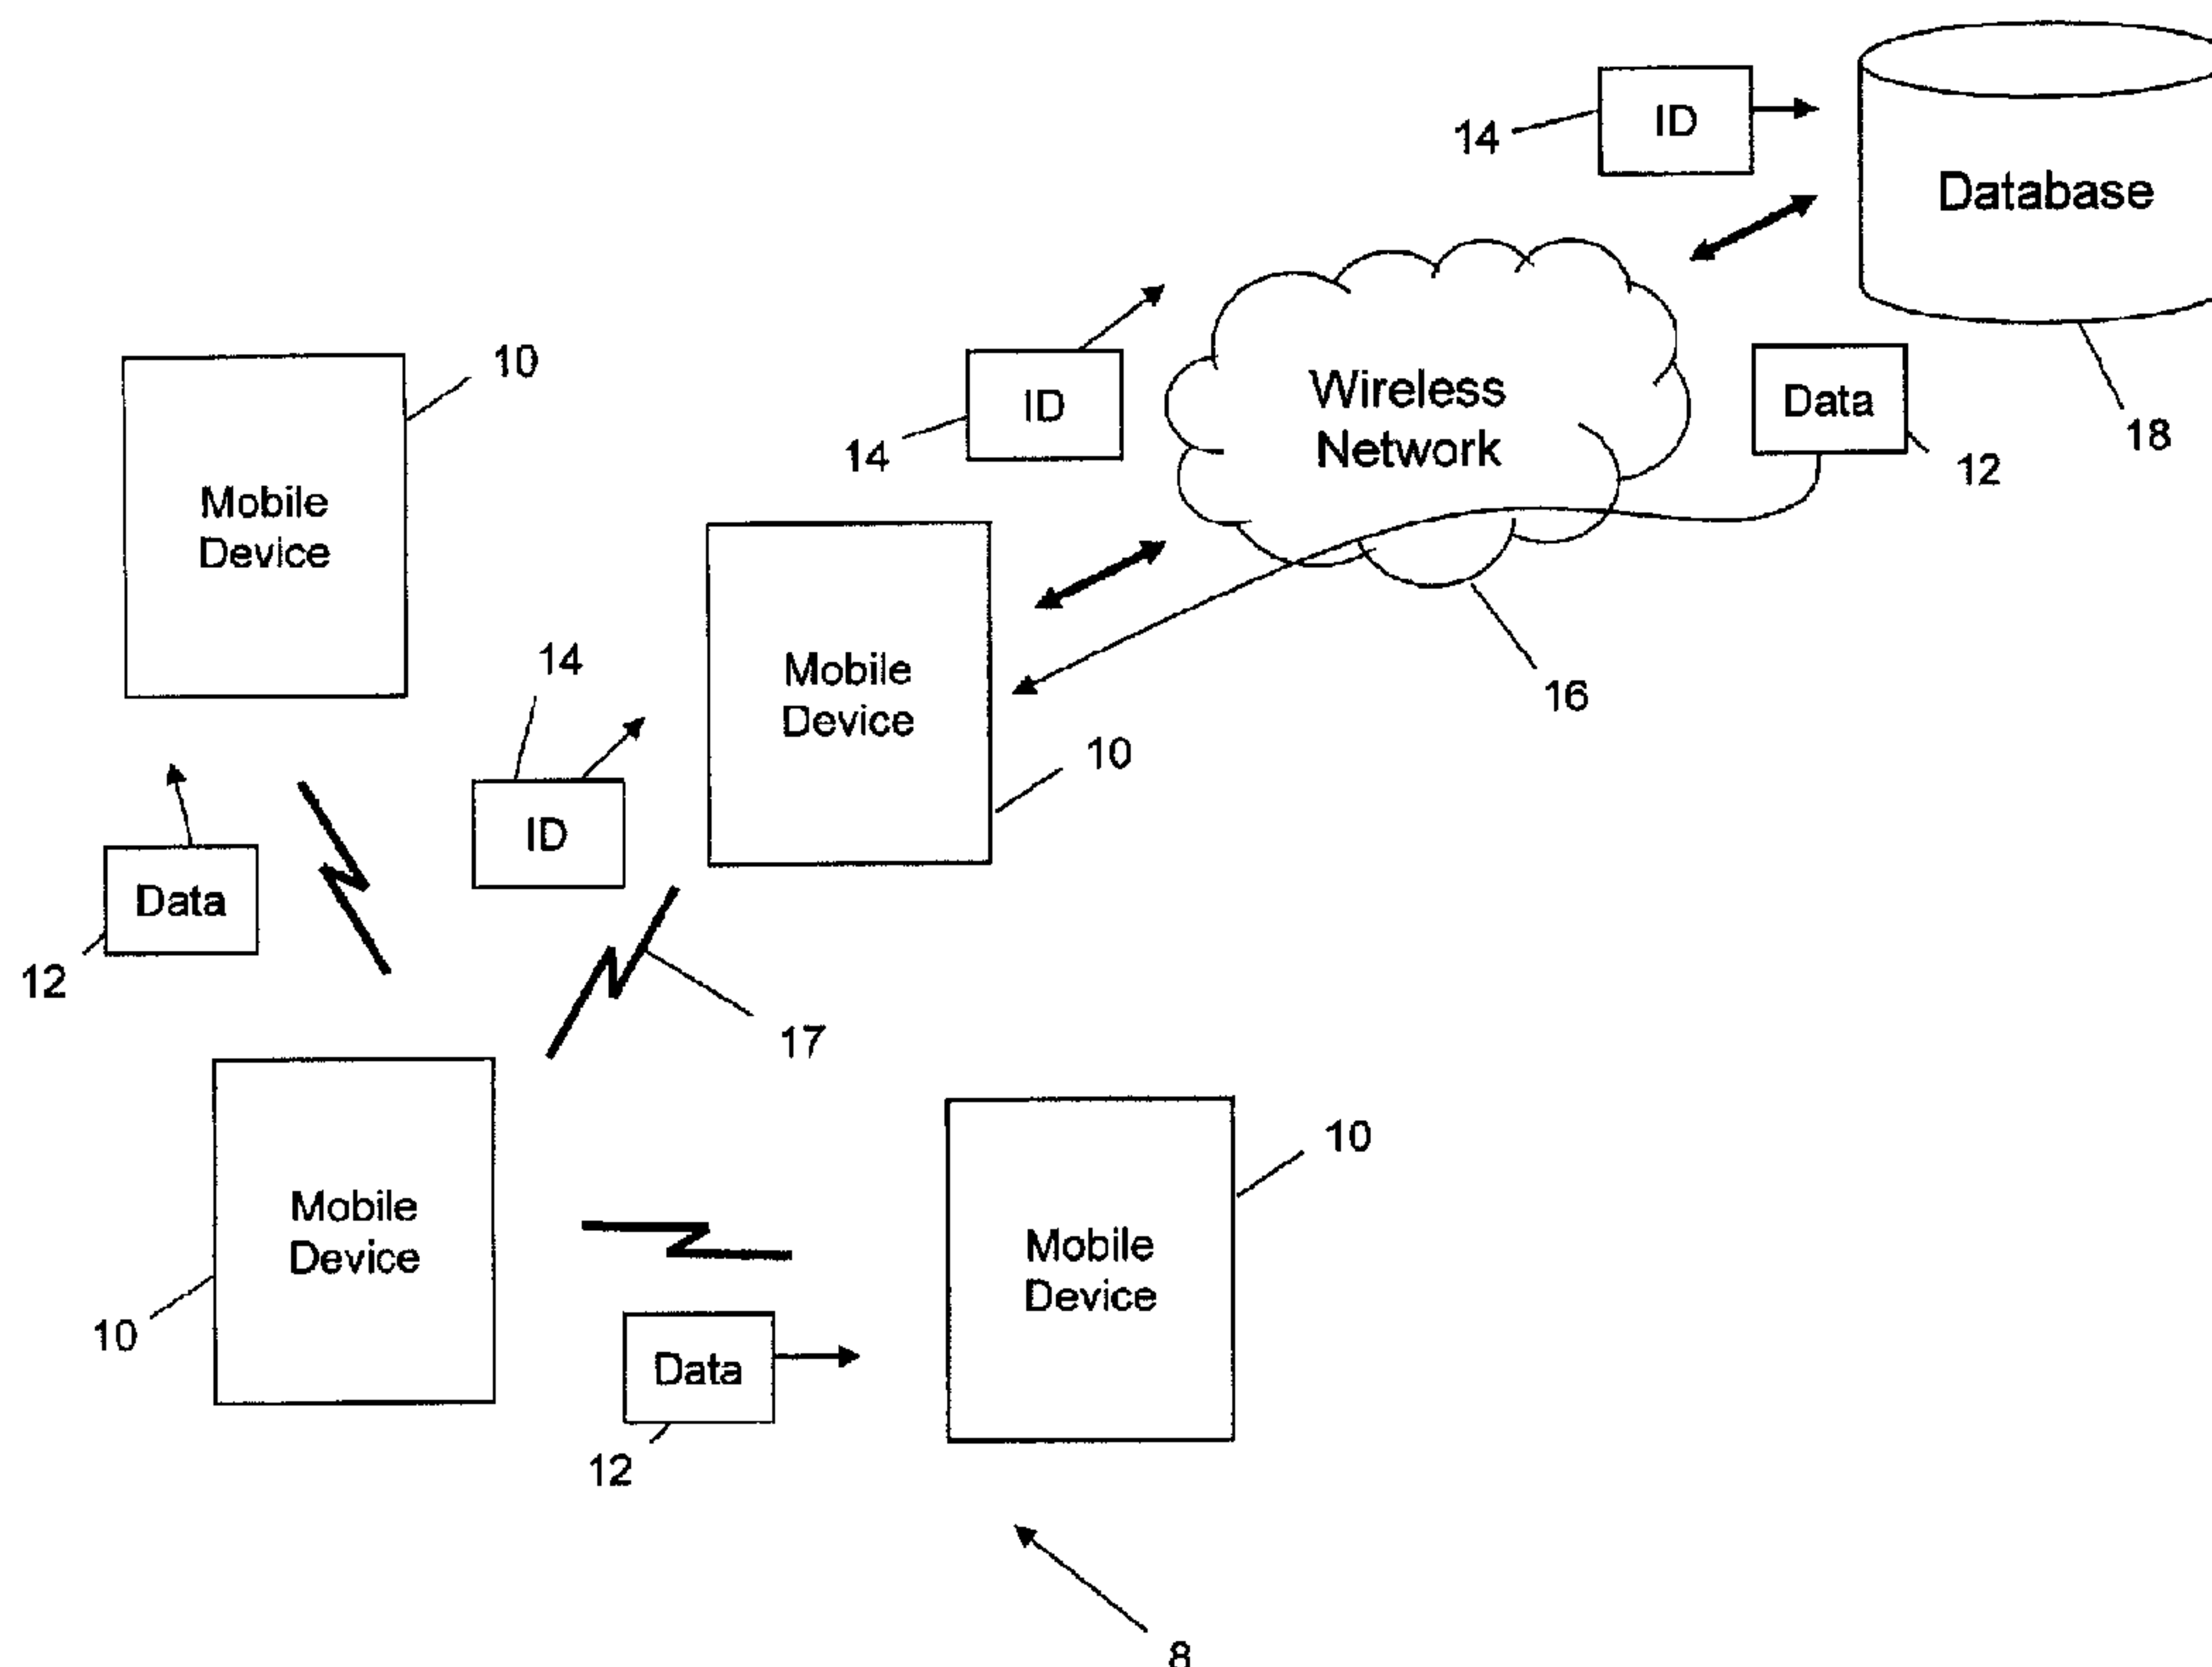 ID
14
Database
10
Wireless
Network
ID
14
Data
18
12
Mobile
Device
14
Mobile
Device
16
10
ID
Data
12
17
10
Mobile
Device
Mobile
Device
10
Data
12
8